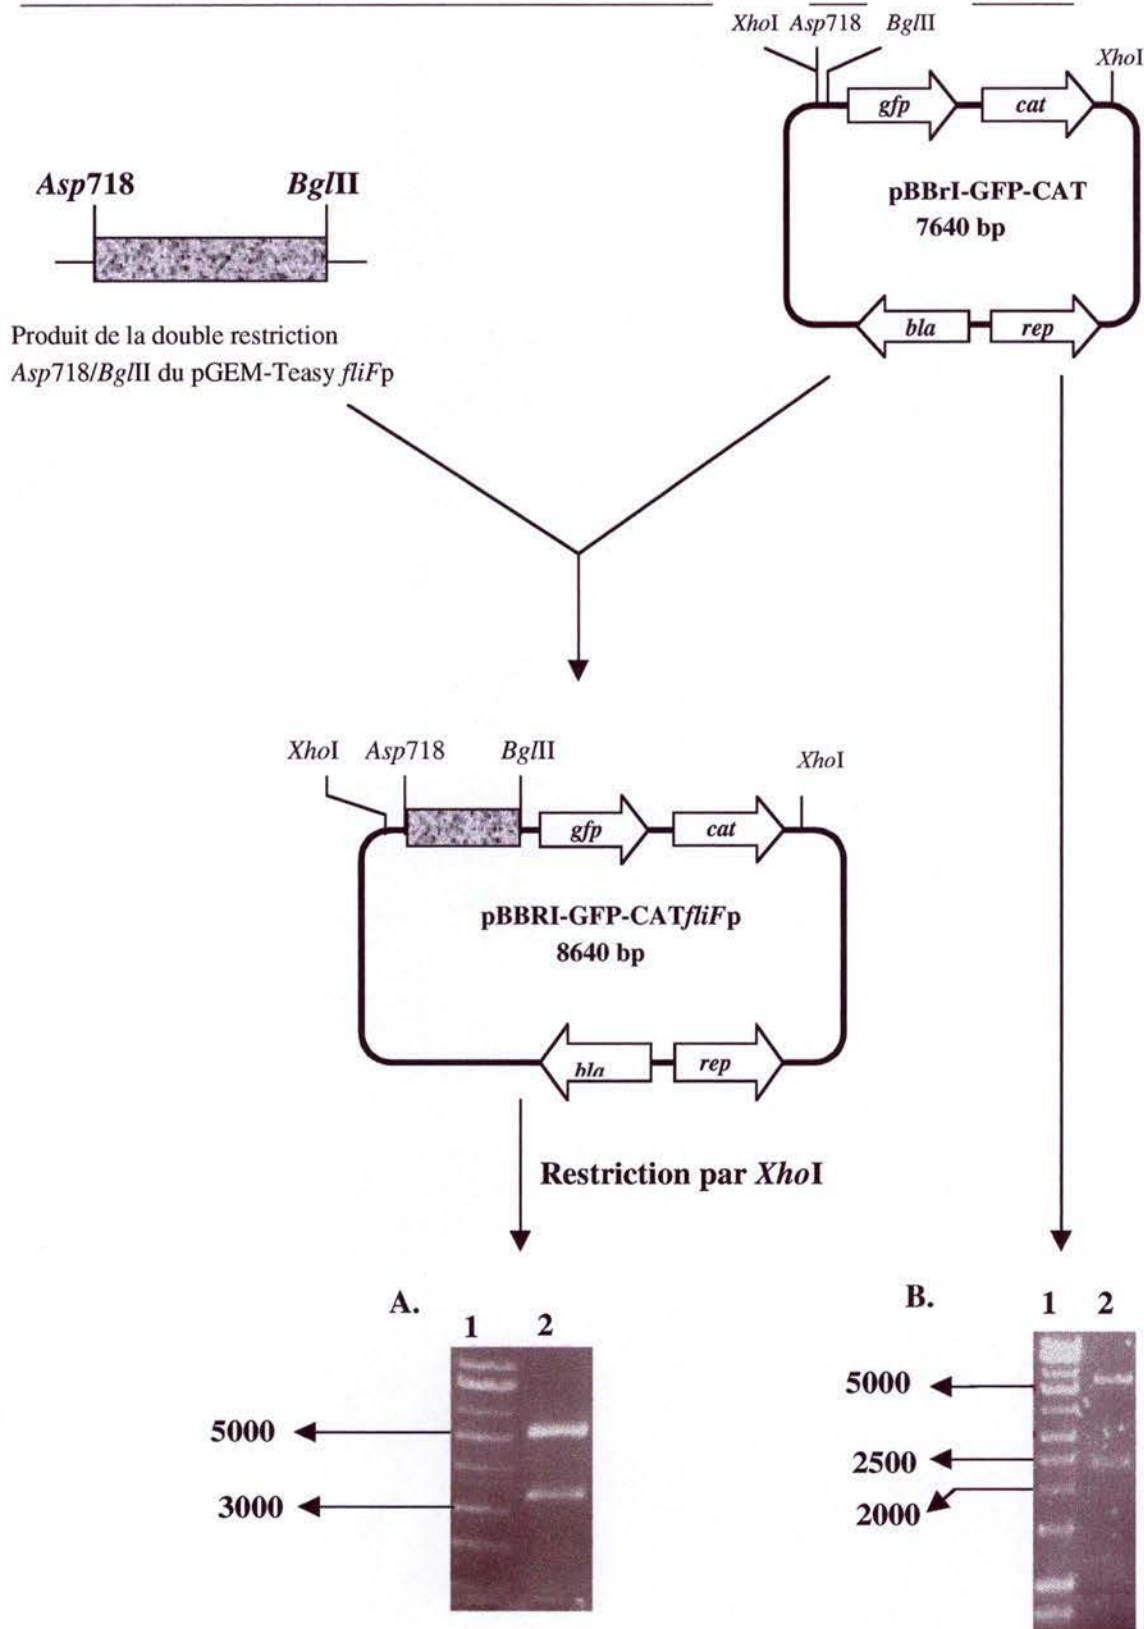 XhoI Asp718 BglII
XhoI
gfp
cat
pBBrI-GFP-CAT
7640 bp
bla
rep
Asp718
BglII
Produit de la double restriction
Asp718/BglII du pGEM-Teasy fliFp
XhoI Asp718 BglII
XhoI
gfp
cat
pBBRI-GFP-CATfliFp
8640 bp
bla
rep
Restriction par XhoI
A.
1 2
5000
3000
B.
1 2
5000
2500
2000